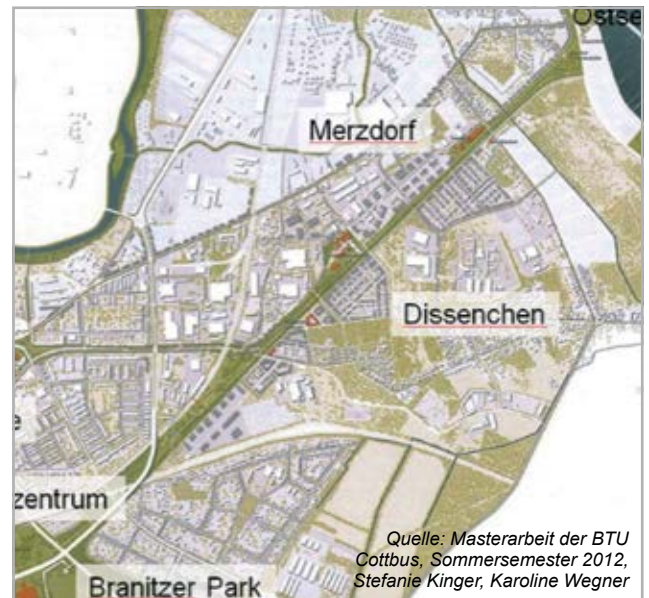 Ostse
Merzdorf
Dissenchen
e
zentrum
Branitzer Park
Quelle: Masterarbeit der BTU
Cottbus, Sommersemester 2012,
Stefanie Kinger, Karoline Wegner